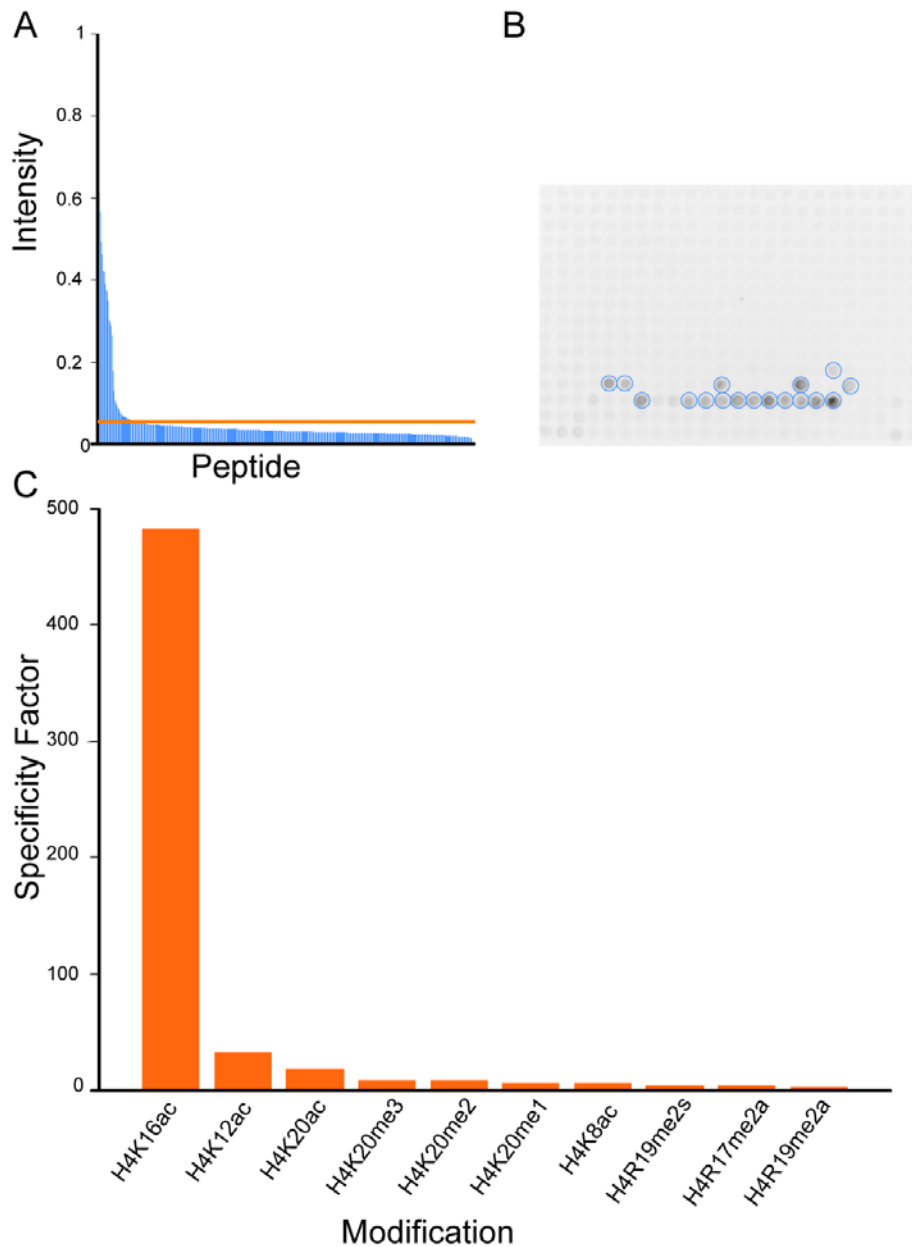 A
B
1
0.8
0.6
0.4
0.2
0
Intensity
Peptide
C
500
400
300
200
100
0
Specificity Factor
H4K16ac
H4K12ac
H4K20ac
H4K20me3
H4K20me2
H4K20me1
H4K8ac
H4R19me2s
H4R17me2a
H4R19me2a
Modification